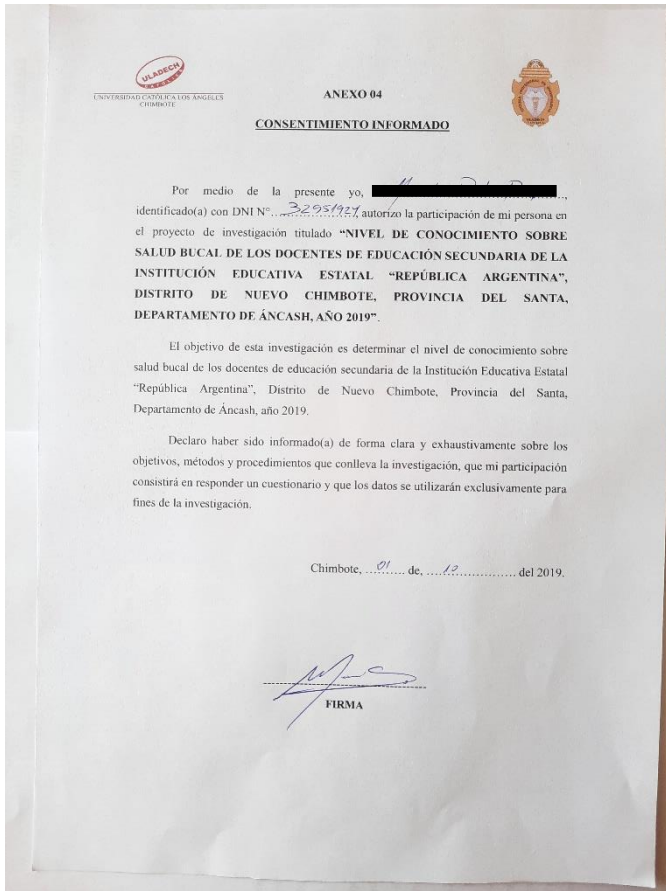 ULADECH
CATÓLICA
UNIVERSIDAD CATÓLICA LOS ÁNGELES
CHIMBOTE
ANEXO 04
CONSENTIMIENTO INFORMADO
Por medio de la presente yo,
identificado(a) con DNI N°....32951924, autorizo la participación de mi persona en
el proyecto de investigación titulado “NIVEL DE CONOCIMIENTO SOBRE
SALUD BUCAL DE LOS DOCENTES DE EDUCACIÓN SECUNDARIA DE LA
INSTITUCIÓN EDUCATIVA ESTATAL “REPÚBLICA ARGENTINA”,
DISTRITO DE NUEVO CHIMBOTE, PROVINCIA DEL SANTA,
DEPARTAMENTO DE ÁNCASH, AÑO 2019”.
El objetivo de esta investigación es determinar el nivel de conocimiento sobre
salud bucal de los docentes de educación secundaria de la Institución Educativa Estatal
“República Argentina”, Distrito de Nuevo Chimbote, Provincia del Santa,
Departamento de Áncash, año 2019.
Declaro haber sido informado(a) de forma clara y exhaustivamente sobre los
objetivos, métodos y procedimientos que conlleva la investigación, que mi participación
consistirá en responder un cuestionario y que los datos se utilizarán exclusivamente para
fines de la investigación.
Chimbote, ...01..... de, ....10................ del 2019.
FIRMA